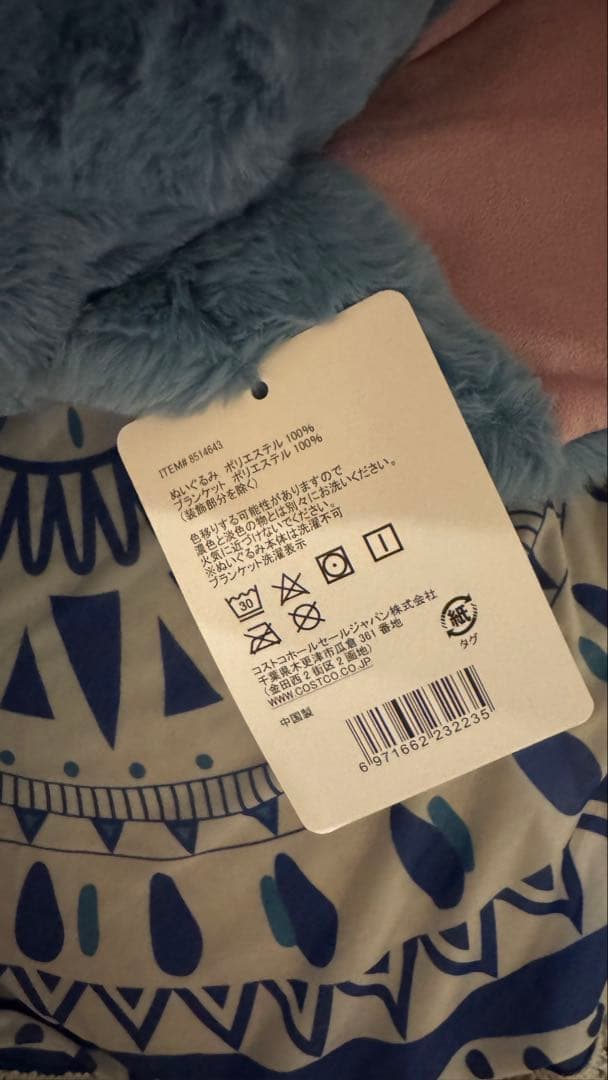 ITEM# 8514643
ぬいぐるみ ポリエステル 100%
ブランケット ポリエステル 100%
(装飾部分を除く)
色移りする可能性がありますので
濃色と淡色の物とは別々にお洗いください。
火気に近づけないでください。
※ぬいぐるみ本体は洗濯不可
ブランケット洗濯表示
30
コストコホールセールジャパン株式会社
千葉県木更津市瓜倉 361 番地
(金田西 2 街区 2 画地)
WWW.COSTCO.CO.JP
紙
タグ
中国製
6 971662 232235